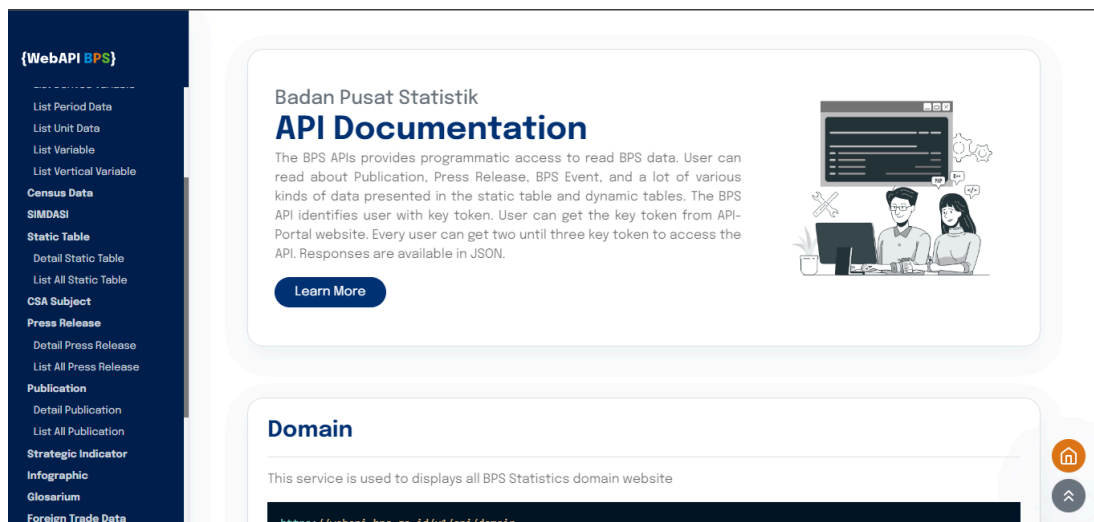 {WebAPI BPS}
List Period Data
List Unit Data
List Variable
List Vertical Variable
Census Data
SIMDASI
Static Table
Detail Static Table
List All Static Table
CSA Subject
Press Release
Detail Press Release
List All Press Release
Publication
Detail Publication
List All Publication
Strategic Indicator
Infographic
Glosarium
Foreign Trade Data
Badan Pusat Statistik
API Documentation
The BPS APIs provides programmatic access to read BPS data. User can
read about Publication, Press Release, BPS Event, and a lot of various
kinds of data presented in the static table and dynamic tables. The BPS
API identifies user with key token. User can get the key token from API-
Portal website. Every user can get two until three key token to access the
API. Responses are available in JSON.
Learn More
PHP
C++
</>
Domain
This service is used to displays all BPS Statistics domain website